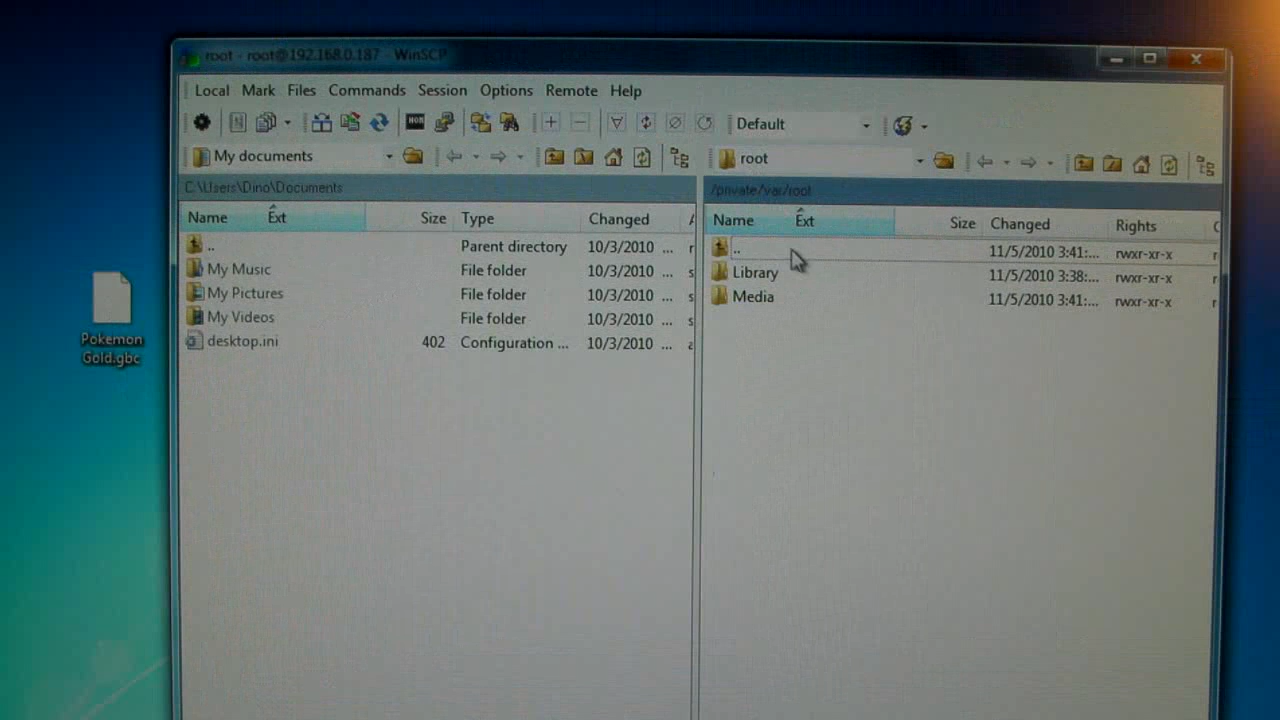 root - root@192.168.0.187 - WinSCP
Local Mark Files Commands Session Options Remote Help
Default
My documents
root
C:\Users\Dino\Documents
/private/var/root
Name Ext Size Type Changed
Name Ext Size Changed Rights
.. Parent directory 10/3/2010 ... r
My Music File folder 10/3/2010 ... s
My Pictures File folder 10/3/2010 ... s
My Videos File folder 10/3/2010 ... s
desktop.ini 402 Configuration ... 10/3/2010 ... a
.. 11/5/2010 3:41:... rwxr-xr-x r
Library 11/5/2010 3:38:... rwxr-xr-x r
Media 11/5/2010 3:41:... rwxr-xr-x r
Pokemon
Gold.gbc